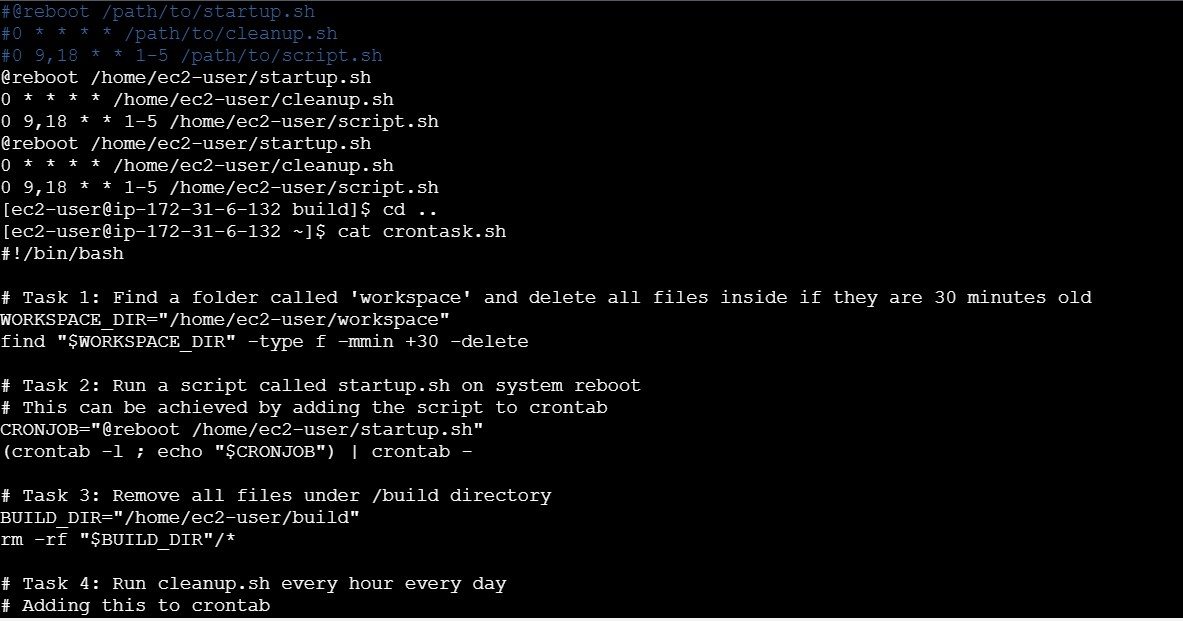 #@reboot /path/to/startup.sh
#0 * * * * /path/to/cleanup.sh
#0 9,18 * * 1-5 /path/to/script.sh
@reboot /home/ec2-user/startup.sh
0 * * * * /home/ec2-user/cleanup.sh
0 9,18 * * 1-5 /home/ec2-user/script.sh
@reboot /home/ec2-user/startup.sh
0 * * * * /home/ec2-user/cleanup.sh
0 9,18 * * 1-5 /home/ec2-user/script.sh
[ec2-user@ip-172-31-6-132 build]$ cd ..
[ec2-user@ip-172-31-6-132 ~]$ cat crontask.sh
#!/bin/bash
# Task 1: Find a folder called 'workspace' and delete all files inside if they are 30 minutes old
WORKSPACE_DIR="/home/ec2-user/workspace"
find "$WORKSPACE_DIR" -type f -mmin +30 -delete
# Task 2: Run a script called startup.sh on system reboot
# This can be achieved by adding the script to crontab
CRONJOB="@reboot /home/ec2-user/startup.sh"
(crontab -l ; echo "$CRONJOB") | crontab -
# Task 3: Remove all files under /build directory
BUILD_DIR="/home/ec2-user/build"
rm -rf "$BUILD_DIR"/*
# Task 4: Run cleanup.sh every hour every day
# Adding this to crontab